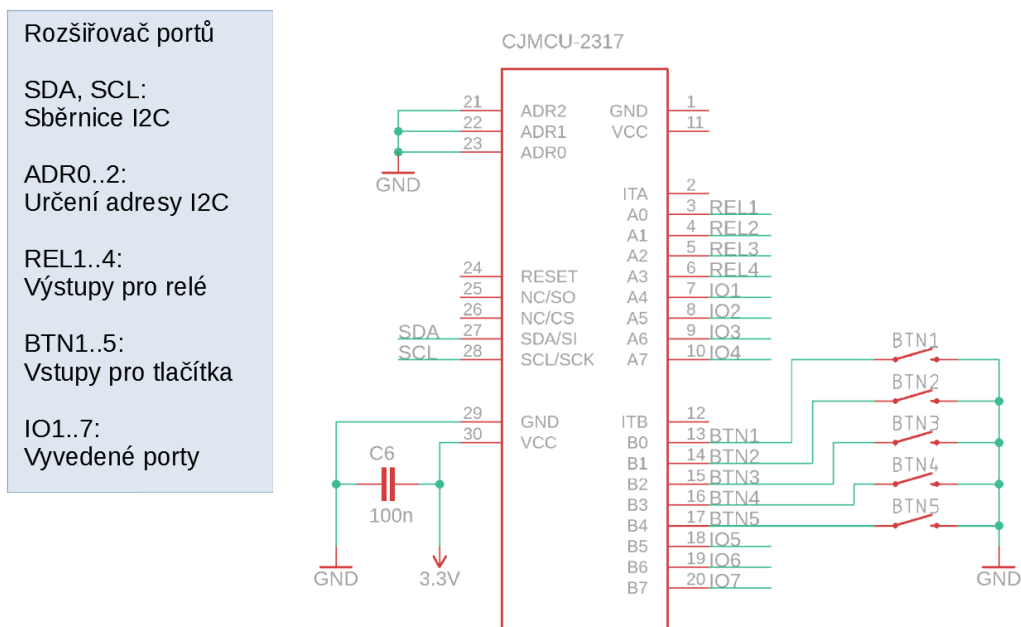 Rozšiřovač portů
SDA, SCL:
Sběrnice I2C
ADR0..2:
Určení adresy I2C
REL1..4:
Výstupy pro relé
BTN1..5:
Vstupy pro tlačítka
IO1..7:
Vyvedené porty
CJMCU-2317
21 ADR2 GND 1
22 ADR1 VCC 11
23 ADR0
GND
ITA 2
A0 3 REL1
A1 4 REL2
A2 5 REL3
24 RESET A3 6 REL4
25 NC/SO A4 7 IO1
26 NC/CS A5 8 IO2
SDA 27 SDA/SI A6 9 IO3
SCL 28 SCL/SCK A7 10 IO4
BTN1
BTN2
29 GND ITB 12
30 VCC B0 13 BTN1
BTN3
C6
B1 14 BTN2
B2 15 BTN3
BTN4
100n
B3 16 BTN4
BTN5
B4 17 BTN5
B5 18 IO5
B6 19 IO6
B7 20 IO7
GND 3.3V GND